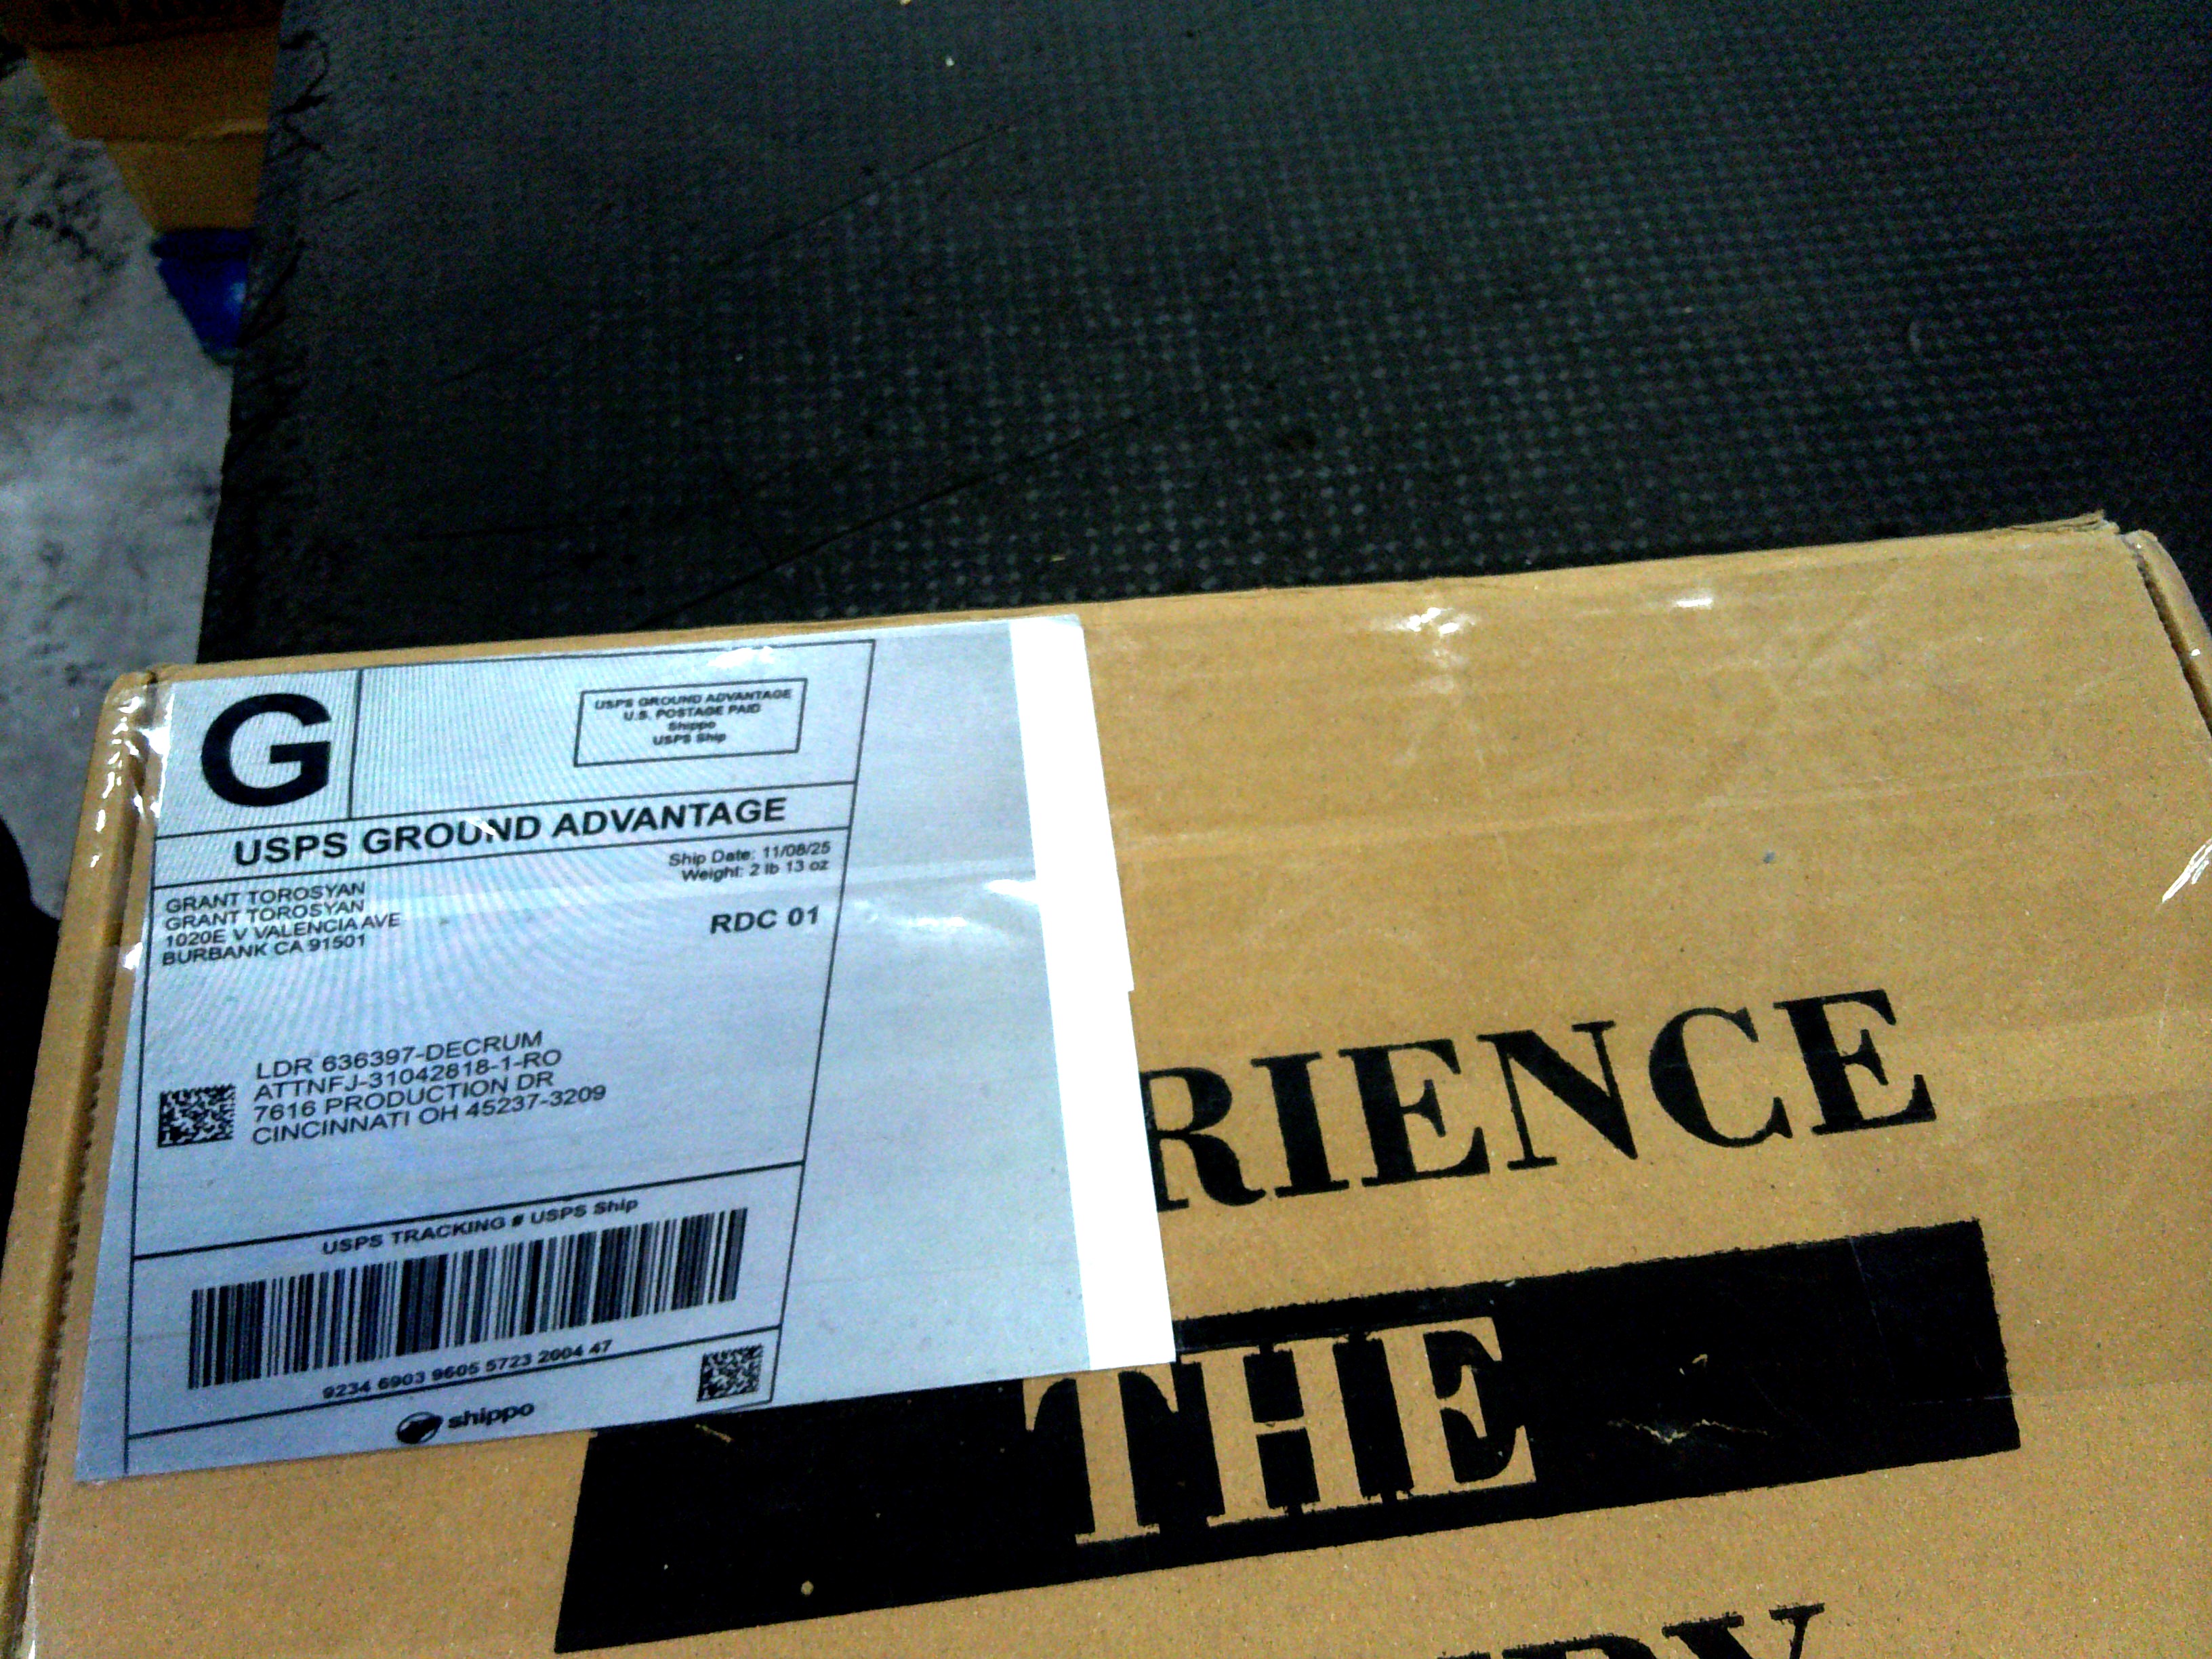 G
USPS GROUND ADVANTAGE
U.S. POSTAGE PAID
Shippo
USPS Ship
USPS GROUND ADVANTAGE
Ship Date: 11/08/25
Weight: 2 lb 13 oz
GRANT TOROSYAN
GRANT TOROSYAN
1020E V VALENCIA AVE
BURBANK CA 91501
RDC 01
LDR 636397-DECRUM
ATTNFJ-31042818-1-RO
7616 PRODUCTION DR
CINCINNATI OH 45237-3209
USPS TRACKING # USPS Ship
9234 6903 9605 5723 2004 47
shippo
RIENCE
THE